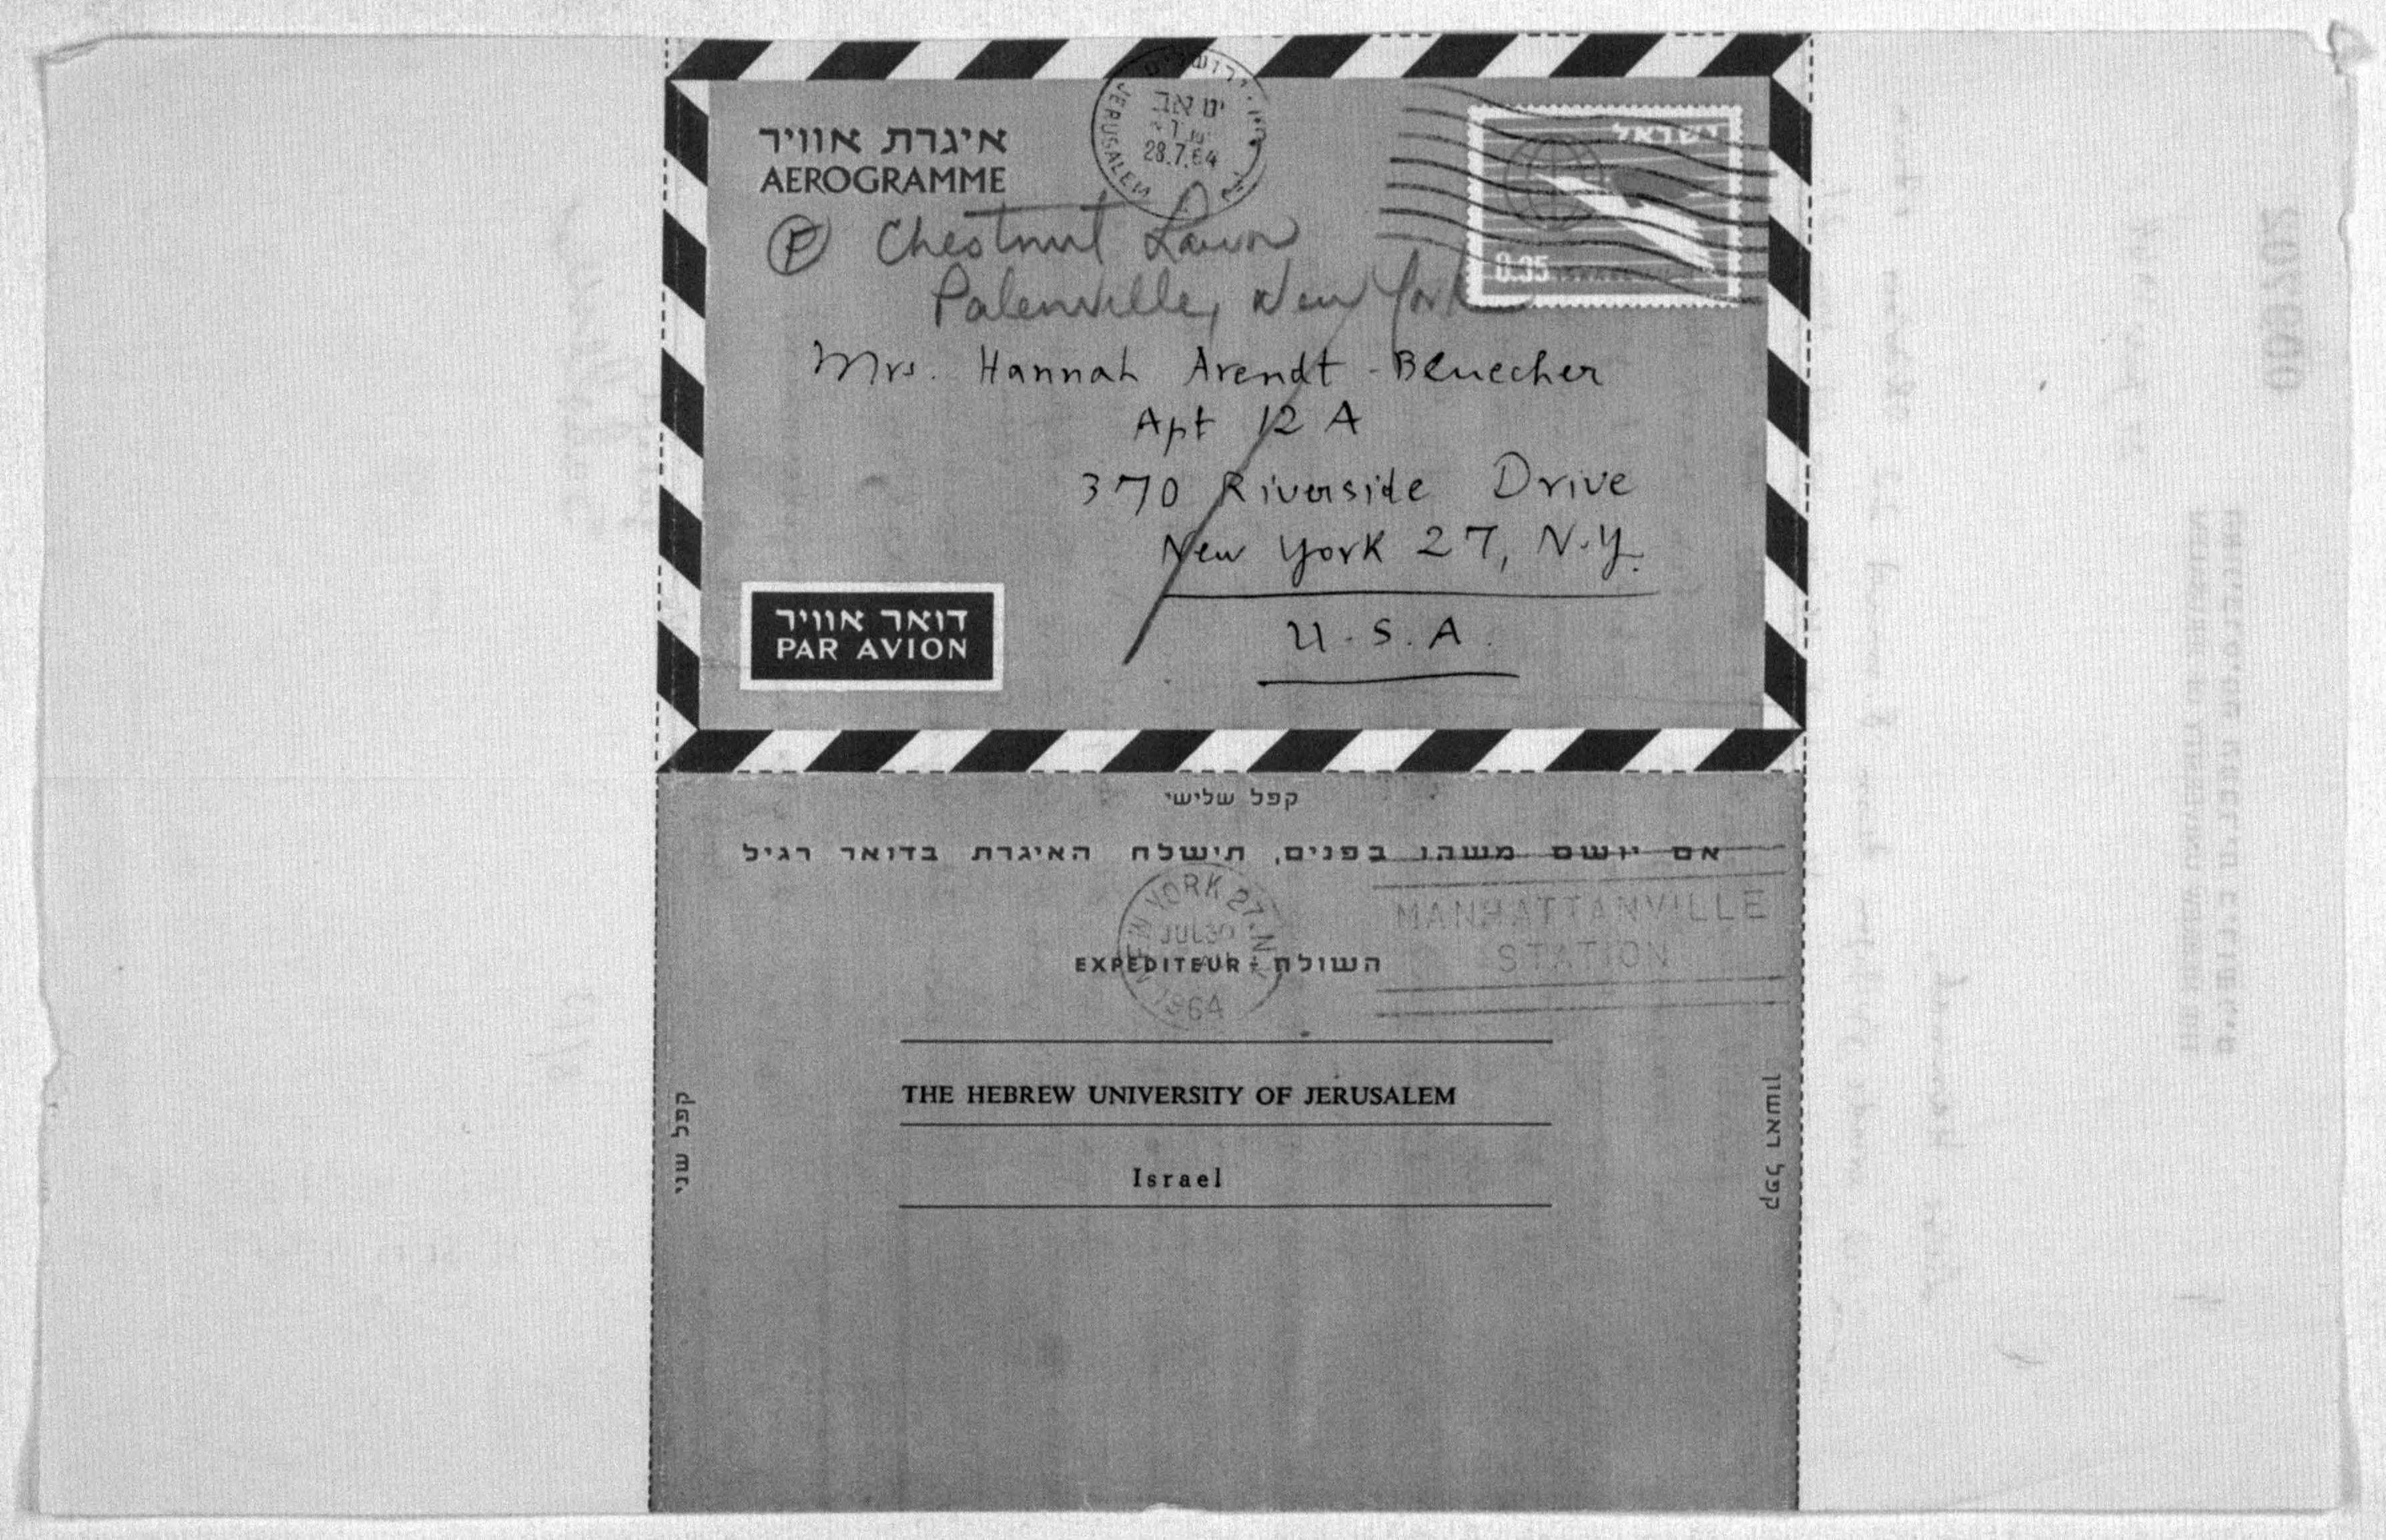 איגרת אוויר
AEROGRAMME
ירושלים
JERUSALEM
יט אב
28.7.64
ישראל
0.35
Ⓕ Chestnut Lawn
Palenville, New York
Mrs. Hannah Arendt - Bluecher
Apt 12 A
370 Riverside Drive
New York 27, N.Y.
U.S.A.
דואר אוויר
PAR AVION
קפל שלישי
אם יושם משהו בפנים, תישלח האיגרת בדואר רגיל
NEW YORK 27 N.Y.
JUL 30
1964
MANHATTANVILLE
STATION
EXPEDITEUR - השולח
THE HEBREW UNIVERSITY OF JERUSALEM
Israel
קפל שני
קפל ראשון
000702